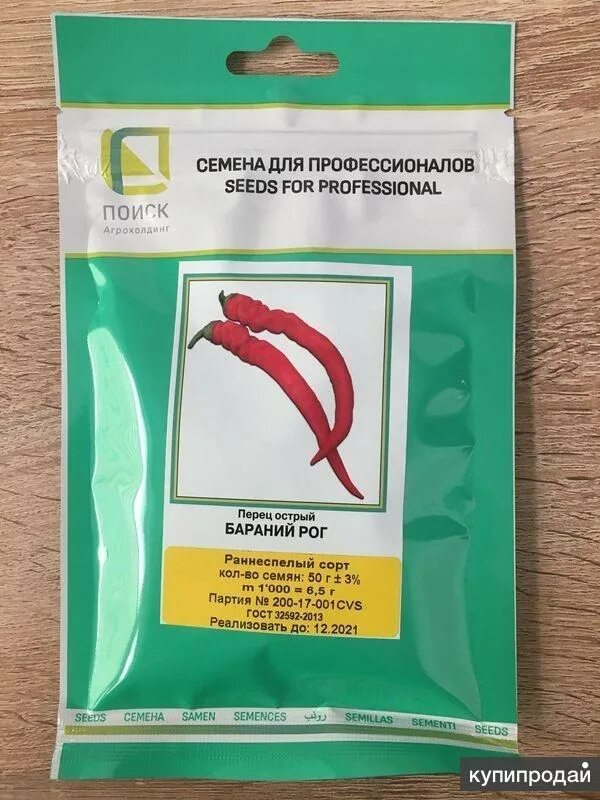 ПОИСК
Агрохолдинг
СЕМЕНА ДЛЯ ПРОФЕССИОНАЛОВ
SEEDS FOR PROFESSIONAL
Перец острый
БАРАНИЙ РОГ
Раннеспелый сорт
кол-во семян: 50 г ± 3%
m 1'000 = 6,5 г
Партия № 200-17-001CVS
ГОСТ 32592-2013
Реализовать до: 12.2021
SEEDS СЕМЕНА SAMEN SEMENCES SEMILLAS SEMENTI SEEDS
купипродай